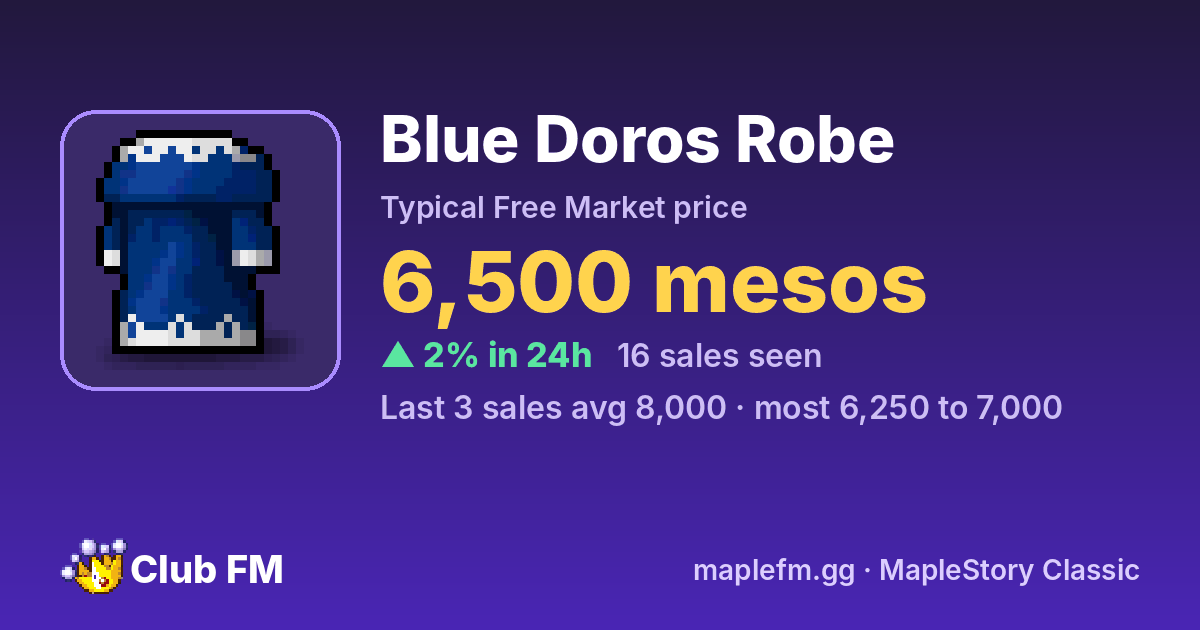 Blue Doros Robe
Typical Free Market price
6,500 mesos
▲ 2% in 24h 16 sales seen
Last 3 sales avg 8,000 · most 6,250 to 7,000
Club FM
maplefm.gg · MapleStory Classic